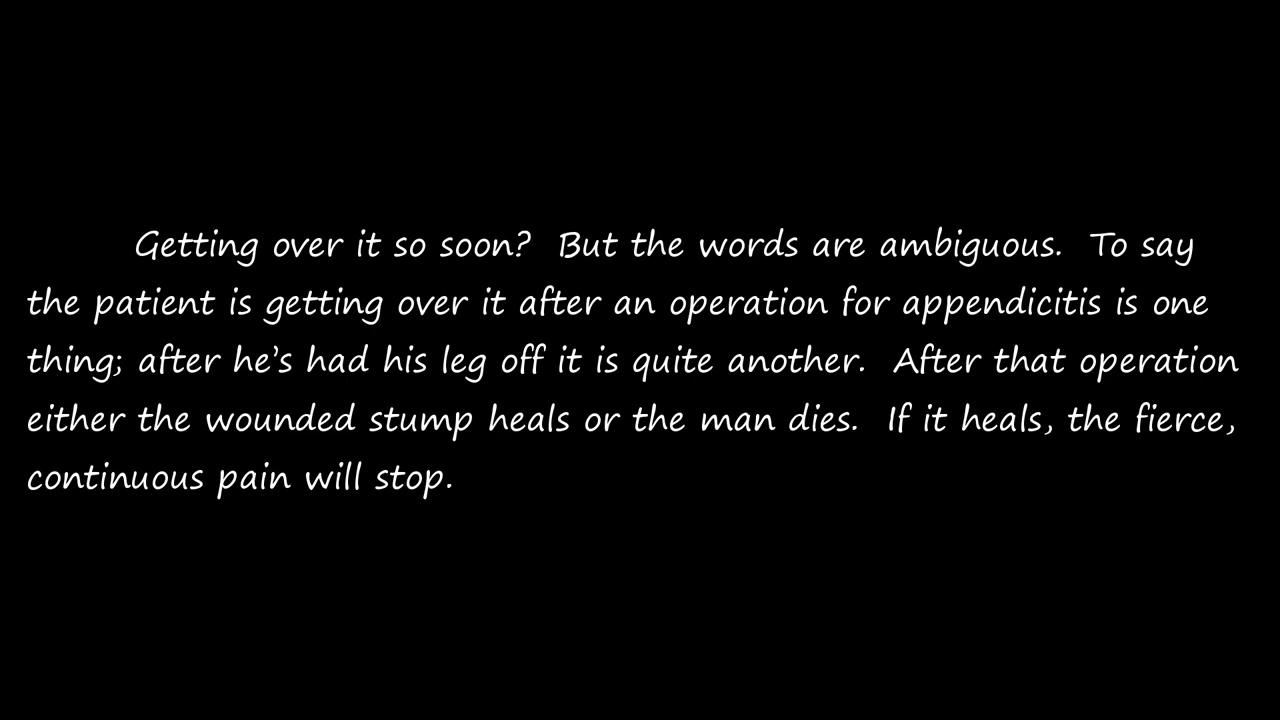 Getting over it so soon? But the words are ambiguous. To say
the patient is getting over it after an operation for appendicitis is one
thing; after he’s had his leg off it is quite another. After that operation
either the wounded stump heals or the man dies. If it heals, the fierce,
continuous pain will stop.